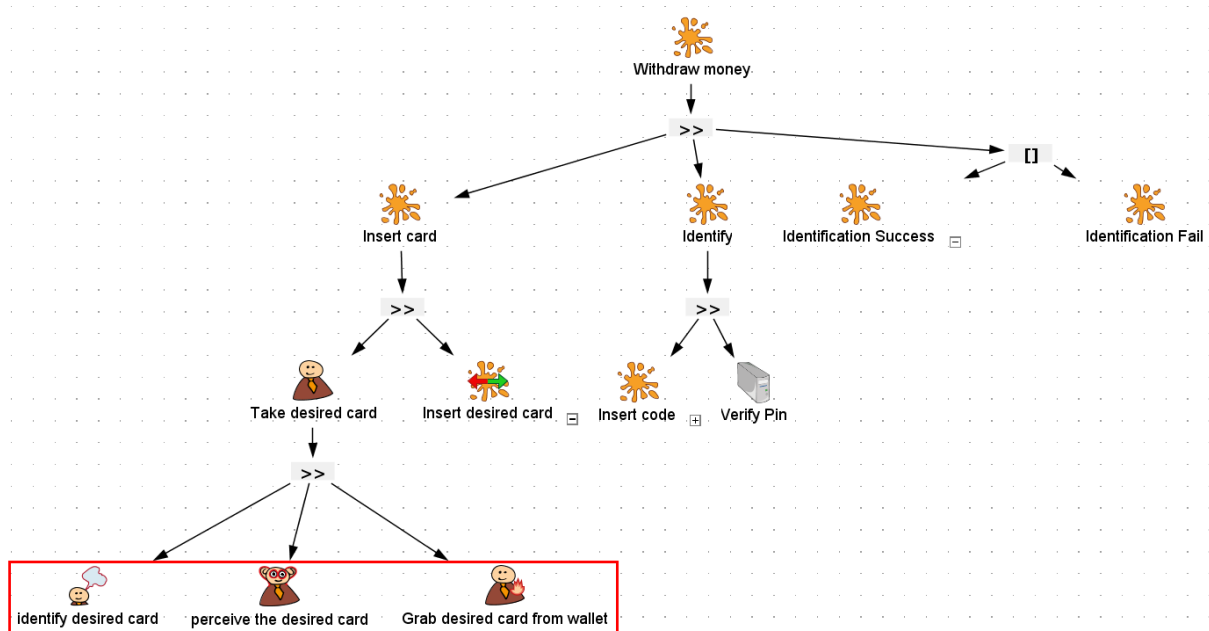 Withdraw money
>>
[]
Insert card
Identify
Identification Success
Identification Fail
>>
>>
Take desired card
Insert desired card
Insert code
Verify Pin
>>
identify desired card
perceive the desired card
Grab desired card from wallet